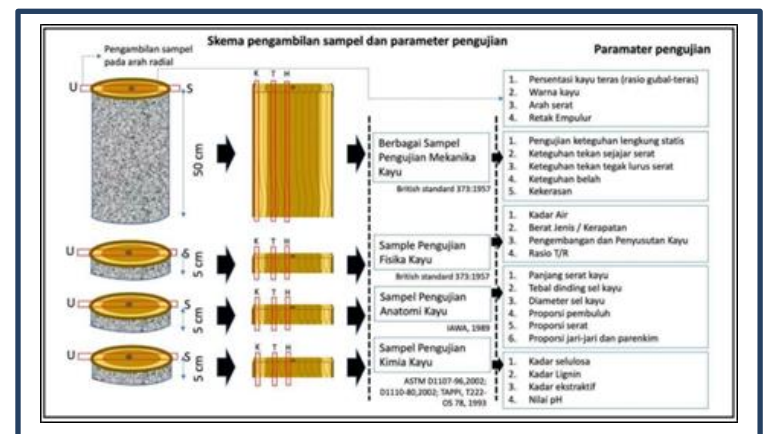 Skema pengambilan sampel dan parameter pengujian
Pengambilan sampel
pada arah radial
U
S
50 cm
K T H
Berbagai Sampel
Pengujian Mekanika
Kayu
British standard 373:1957
U
S
5 cm
K T H
Sample Pengujian
Fisika Kayu
British standard 373:1957
U
S
5 cm
K T H
Sampel Pengujian
Anatomi Kayu
IAWA, 1989
U
S
5 cm
K T H
Sampel Pengujian
Kimia Kayu
ASTM D1107-96,2002;
D1110-80,2002; TAPPI, T222-
OS 78, 1993
Paramater pengujian
1. Persentasi kayu teras (rasio gubal-teras)
2. Warna kayu
3. Arah serat
4. Retak Empulur
1. Pengujian keteguhan lengkung statis
2. Keteguhan tekan sejajar serat
3. Keteguhan tekan tegak lurus serat
4. Keteguhan belah
5. Kekerasan
1. Kadar Air
2. Berat Jenis / Kerapatan
3. Pengembangan dan Penyusutan Kayu
4. Rasio T/R
1. Panjang serat kayu
2. Tebal dinding sel kayu
3. Diameter sel kayu
4. Proporsi pembuluh
5. Proporsi serat
6. Proporsi jari-jari dan parenkim
1. Kadar selulosa
2. Kadar Lignin
3. Kadar ekstraktif
4. Nilai pH